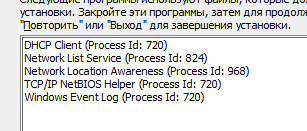 Следующие программы используют файлы, которые дол
установки. Закройте эти программы, затем для продолж
"Повторить" или "Выход" для завершения установки.
DHCP Client (Process Id: 720)
Network List Service (Process Id: 824)
Network Location Awareness (Process Id: 968)
TCP/IP NetBIOS Helper (Process Id: 720)
Windows Event Log (Process Id: 720)